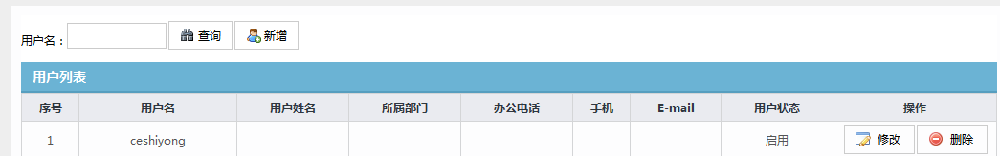 用户名： 查询 新增
用户列表
序号 用户名 用户姓名 所属部门 办公电话 手机 E-mail 用户状态 操作
1 ceshiyong 启用 修改 删除